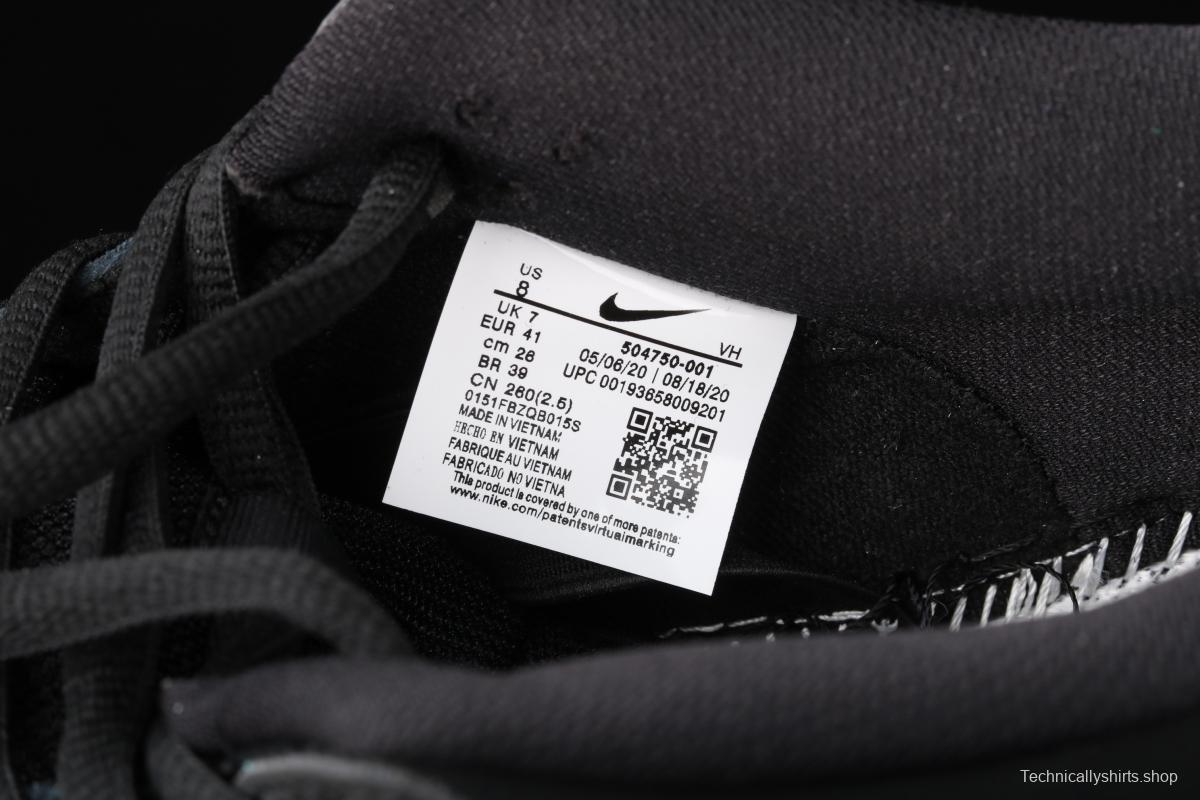 US
8
VH
UK 7
EUR 41
cm 26
BR 39
CN 260(2.5)
504750-001
05/06/20 | 08/18/20
UPC 00193658009201
0151FBZQB015S
MADE IN VIETNAM
HECHO EN VIETNAM
FABRIQUE AU VIETNAM
FABRICADO NO VIETNA
This product is covered by one of more patents:
www.nike.com/patentsvirtualmarking
Technicallyshirts.shop